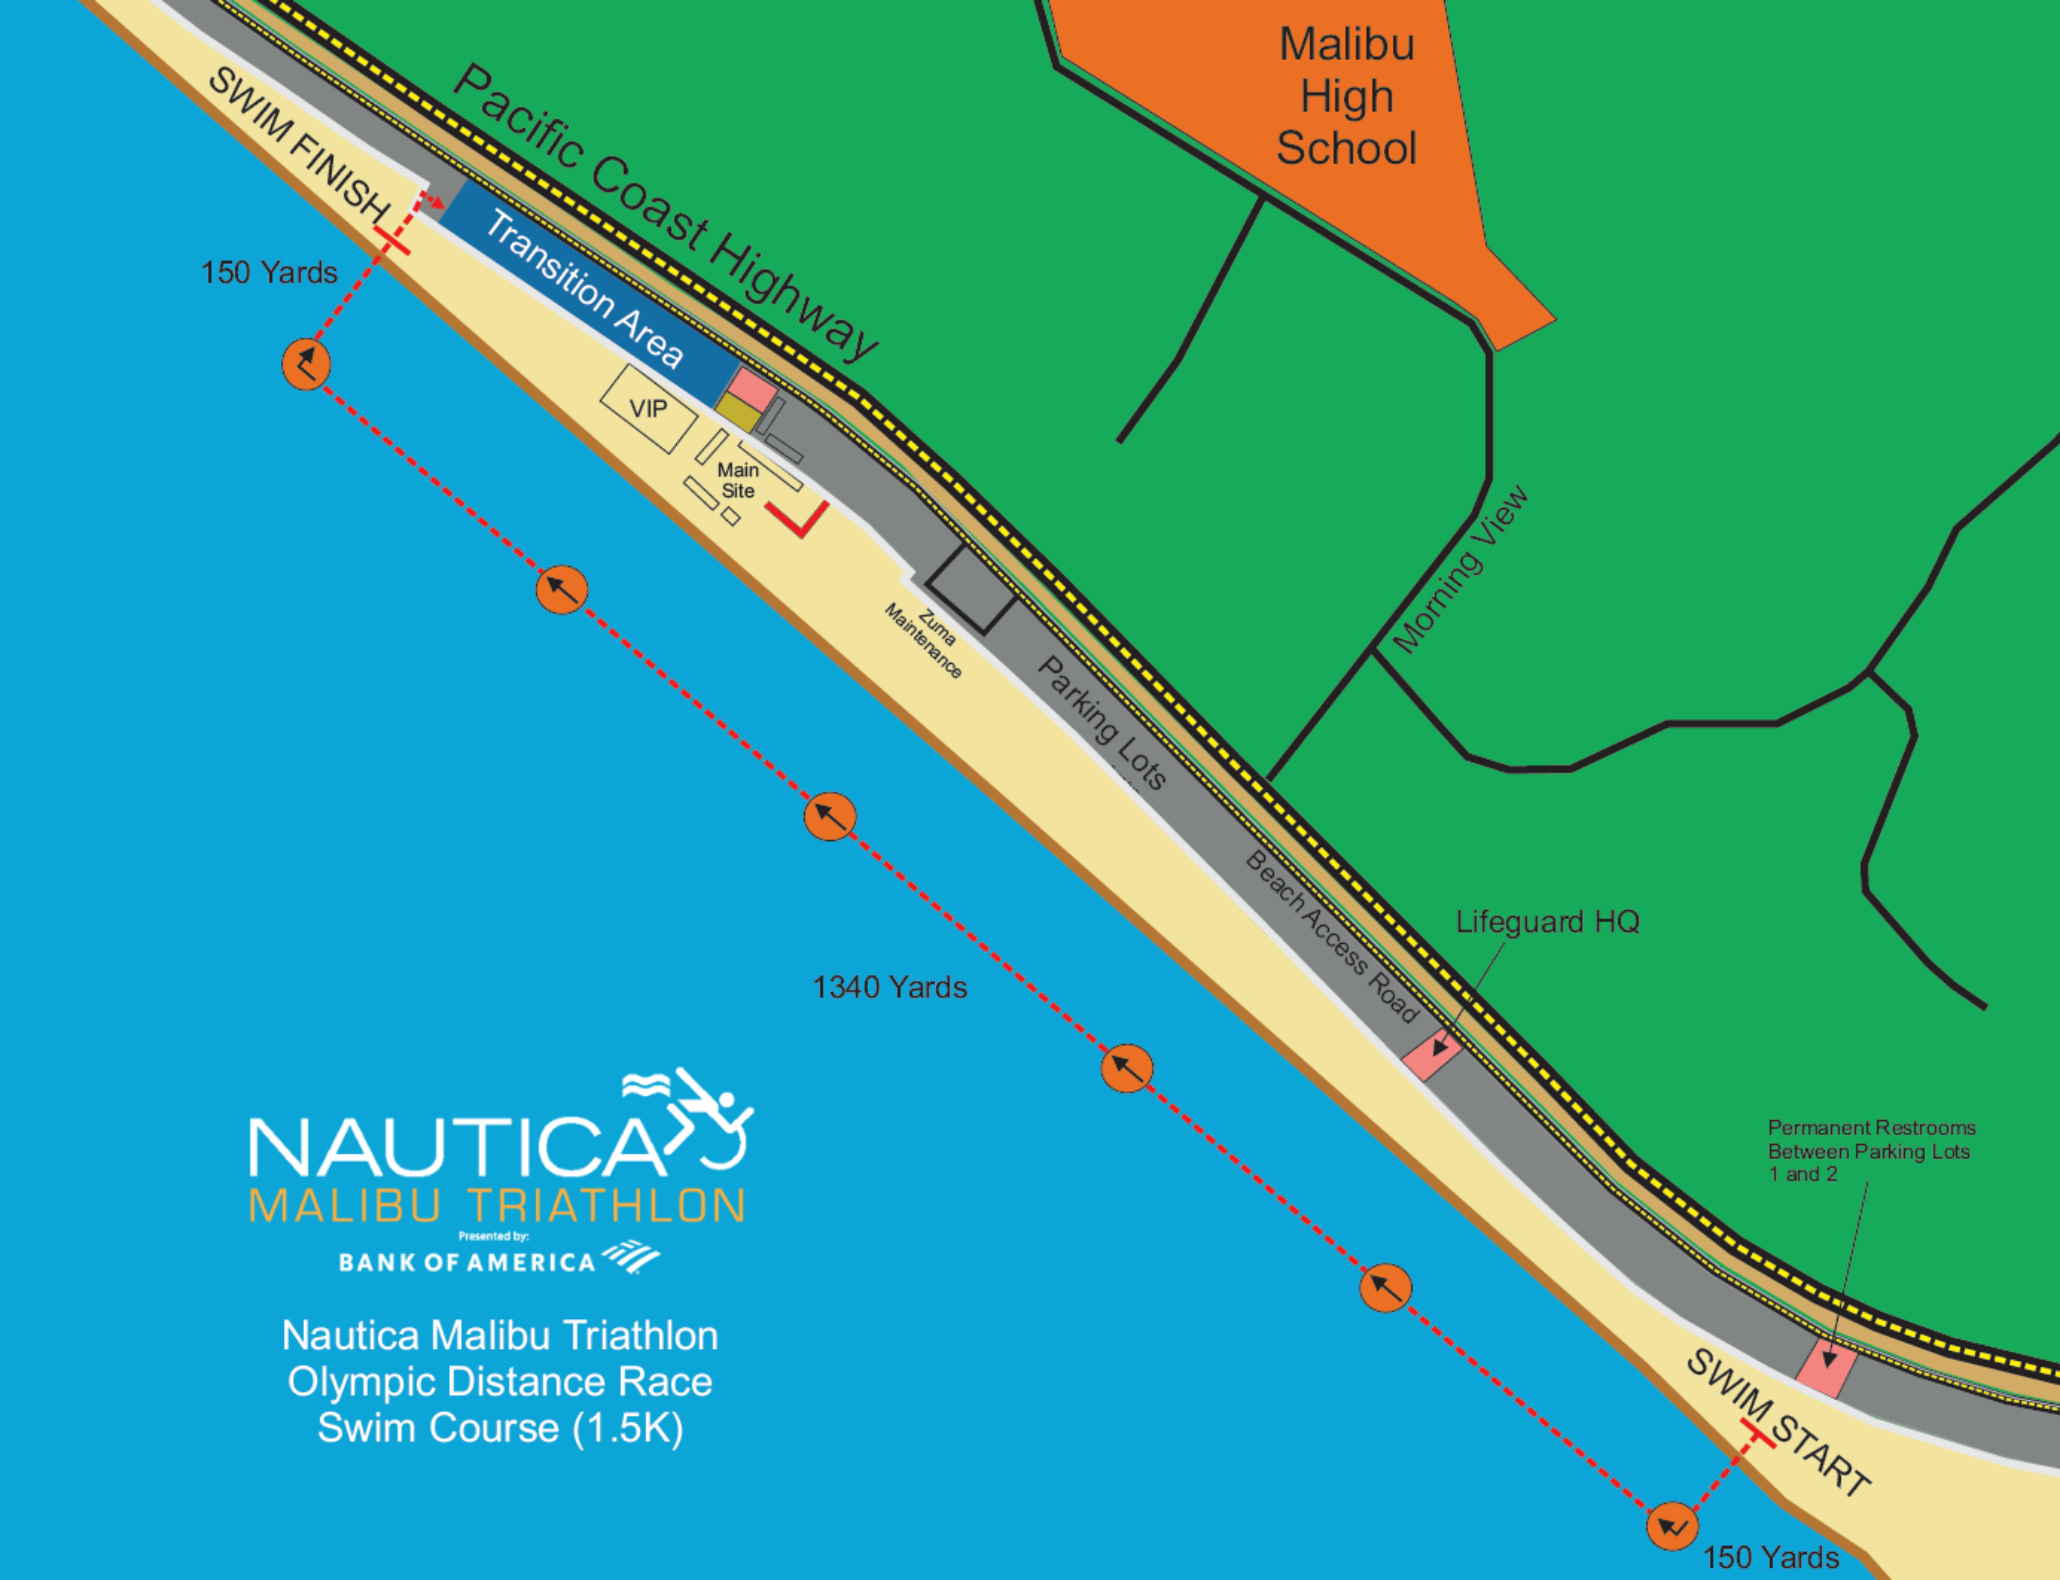 Malibu
High
School
Pacific Coast Highway
SWIM FINISH
Transition Area
150 Yards
VIP
Main
Site
Zuma
Maintenance
Morning View
Parking Lots
Beach Access Road
Lifeguard HQ
1340 Yards
Permanent Restrooms
Between Parking Lots
1 and 2
NAUTICA
MALIBU TRIATHLON
Presented by:
BANK OF AMERICA
Nautica Malibu Triathlon
Olympic Distance Race
Swim Course (1.5K)
SWIM START
150 Yards